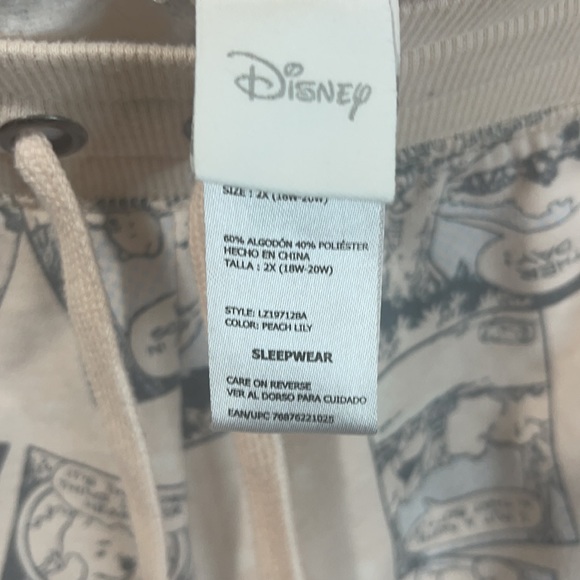 Disney
SIZE : 2X (18W-20W)
60% ALGODÓN 40% POLIÉSTER
HECHO EN CHINA
TALLA : 2X (18W-20W)
STYLE: LZ19712BA
COLOR: PEACH LILY
SLEEPWEAR
CARE ON REVERSE
VER AL DORSO PARA CUIDADO
EAN/UPC 76876221025